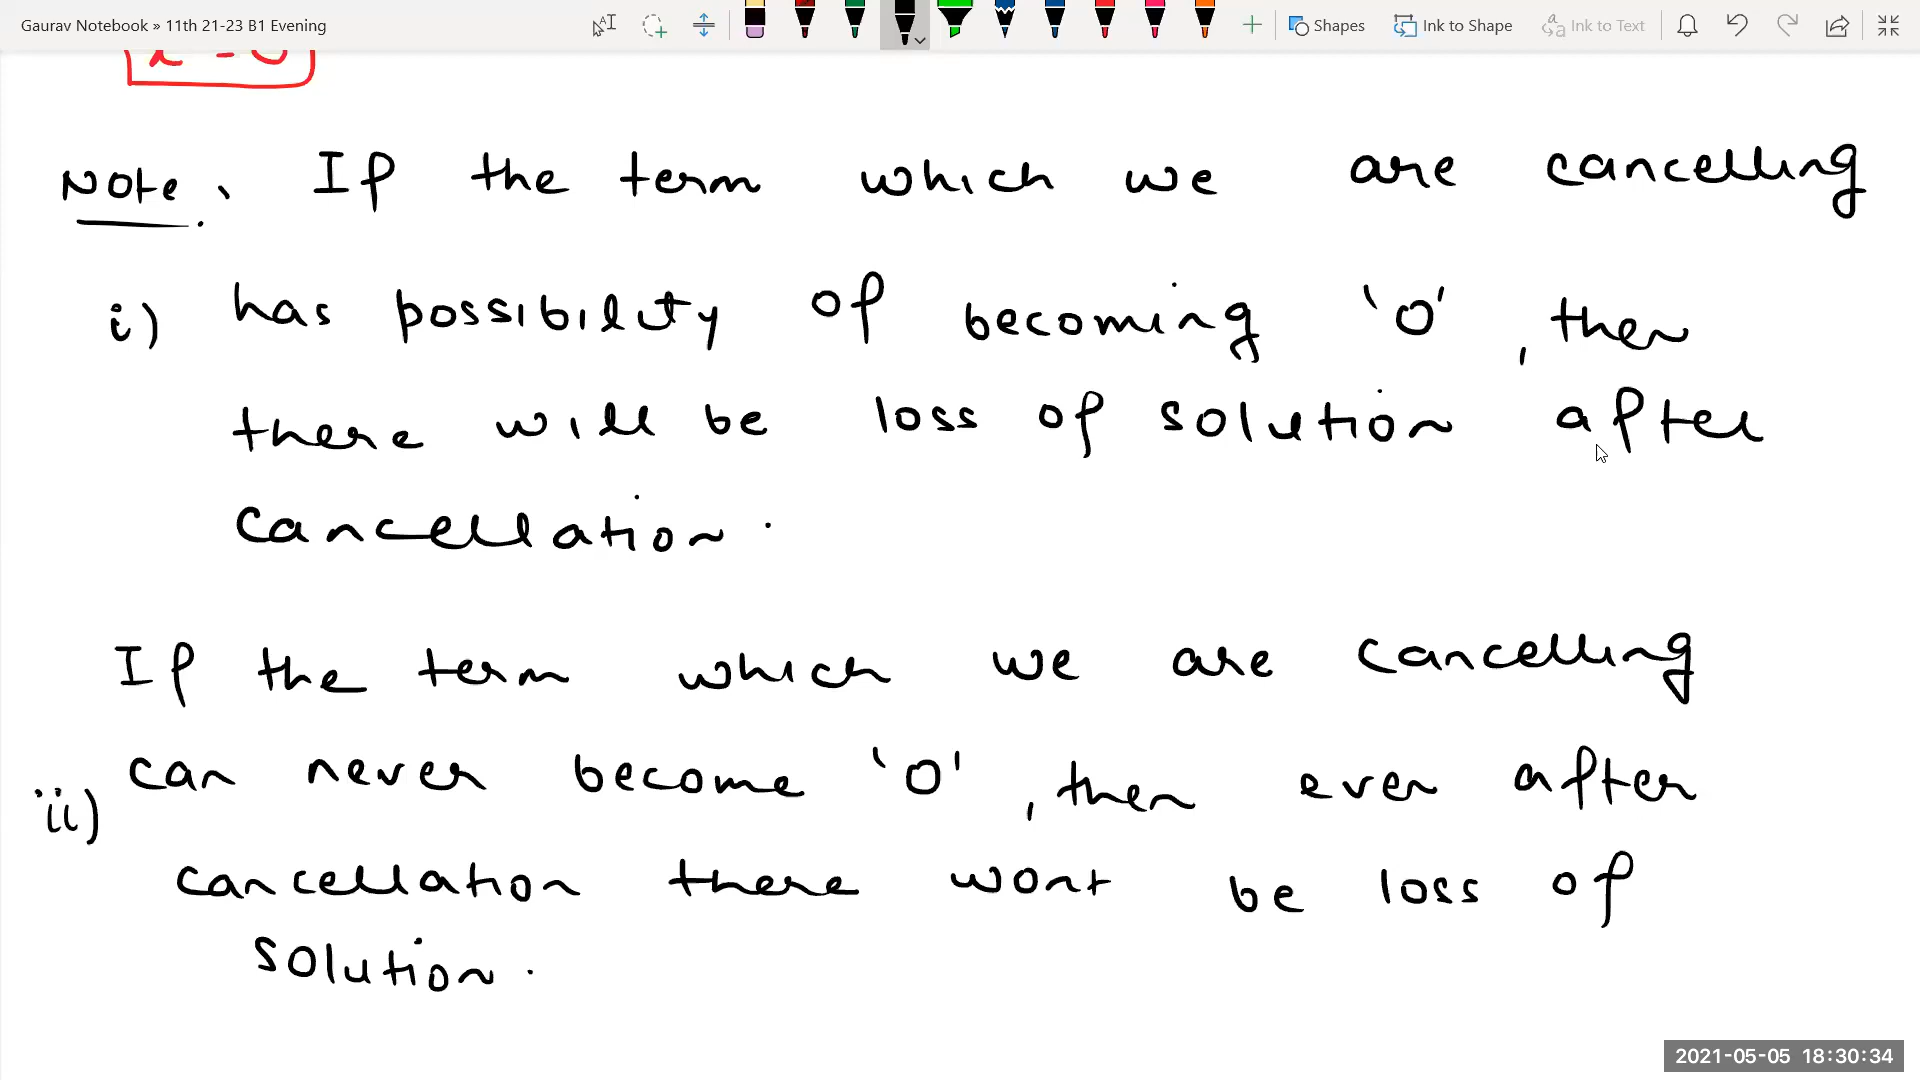 Gaurav Notebook » 11th 21-23 B1 Evening
Shapes Ink to Shape Ink to Text
Note. If the term which we are cancelling
i) has possibility of becoming '0', then
there will be loss of solution after
cancellation.
If the term which we are cancelling
ii) can never become '0', then even after
cancellation there wont be loss of
solution.
2021-05-05 18:30:34